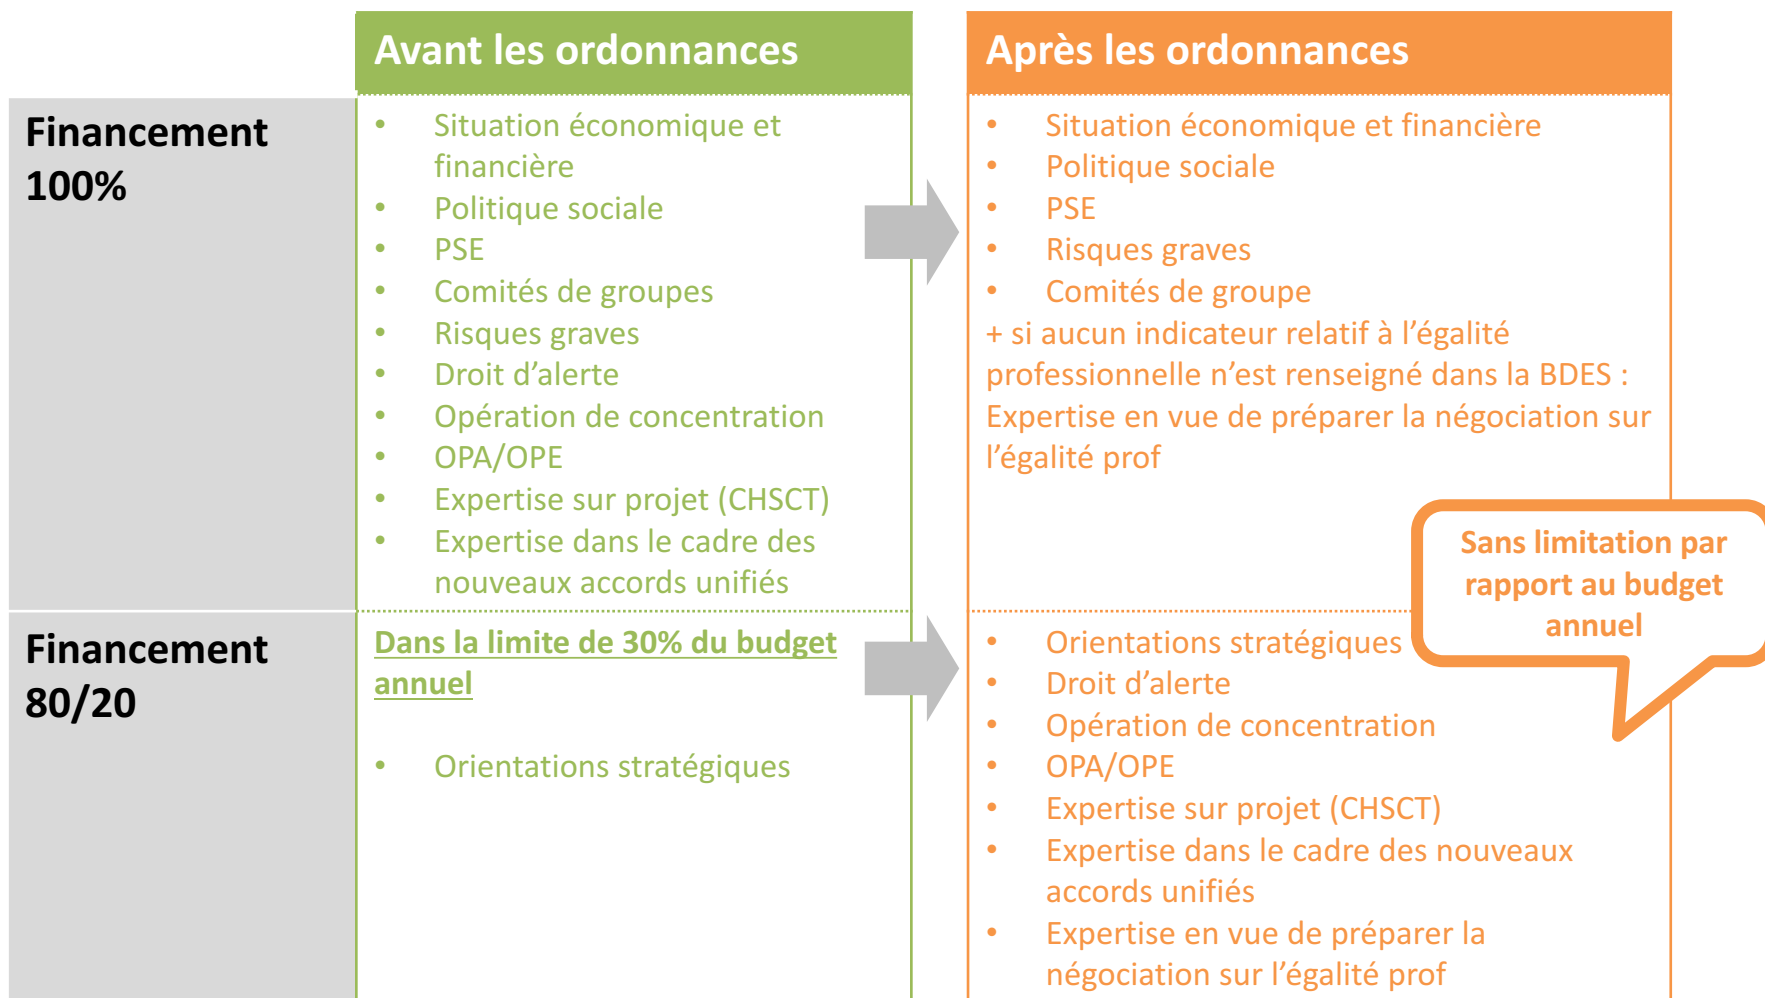 Avant les ordonnances
Après les ordonnances
Financement
100%
• Situation économique et
financière
• Politique sociale
• PSE
• Comités de groupes
• Risques graves
• Droit d’alerte
• Opération de concentration
• OPA/OPE
• Expertise sur projet (CHSCT)
• Expertise dans le cadre des
nouveaux accords unifiés
• Situation économique et financière
• Politique sociale
• PSE
• Risques graves
• Comités de groupe
+ si aucun indicateur relatif à l’égalité
professionnelle n’est renseigné dans la BDES :
Expertise en vue de préparer la négociation sur
l’égalité prof
Sans limitation par
rapport au budget
annuel
Financement
80/20
Dans la limite de 30% du budget
annuel
• Orientations stratégiques
• Orientations stratégiques
• Droit d’alerte
• Opération de concentration
• OPA/OPE
• Expertise sur projet (CHSCT)
• Expertise dans le cadre des nouveaux
accords unifiés
• Expertise en vue de préparer la
négociation sur l’égalité prof